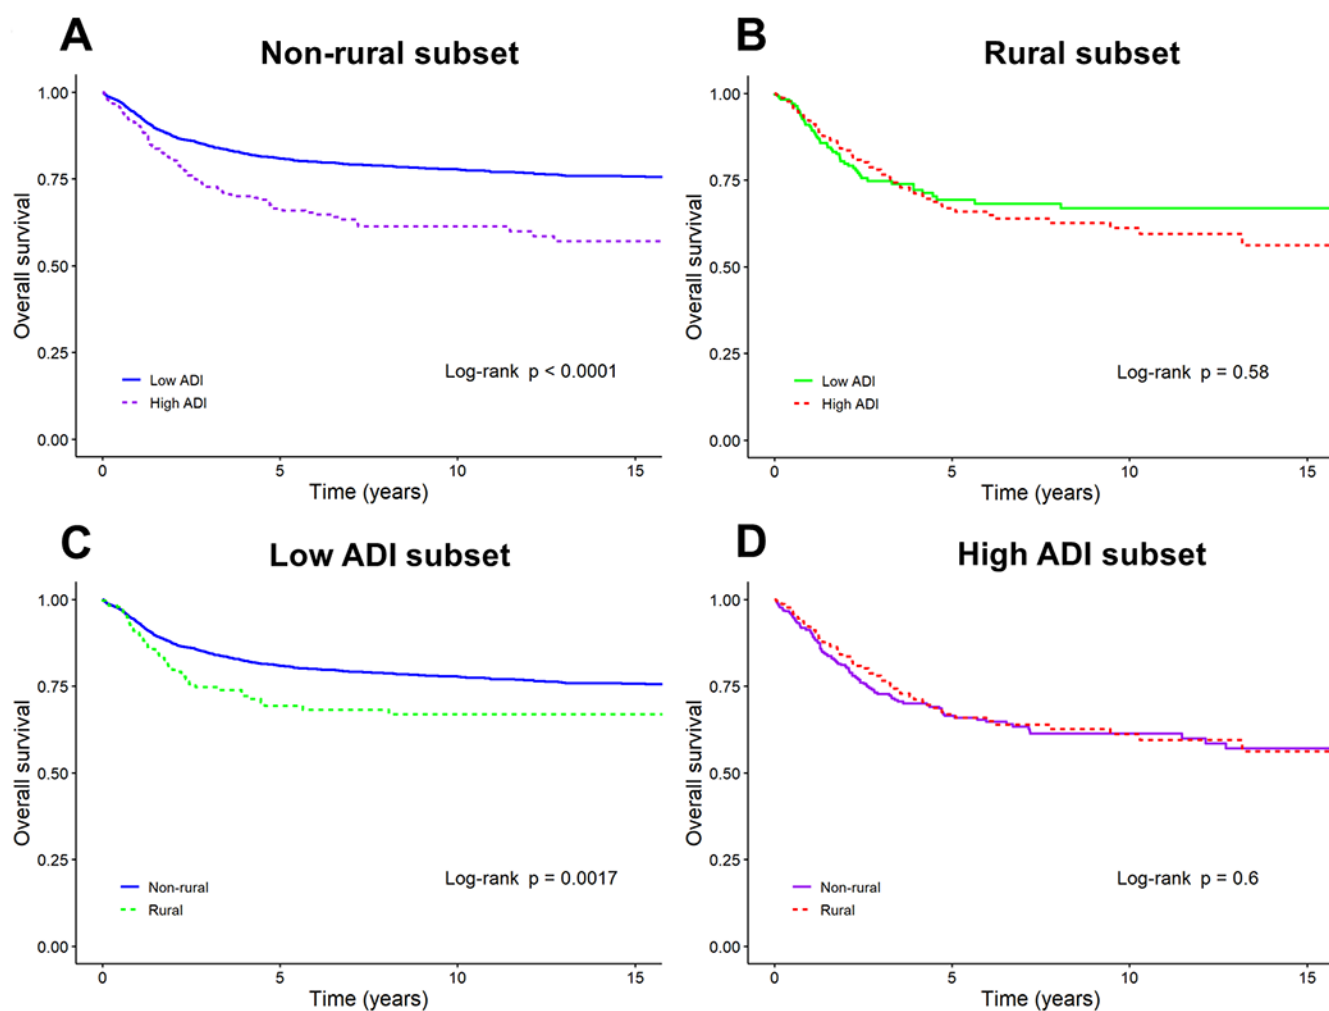 A
Non-rural subset
Overall survival
1.00
0.75
0.50
0.25
0.00
Low ADI
High ADI
Log-rank p < 0.0001
0 5 10 15
Time (years)
B
Rural subset
Overall survival
1.00
0.75
0.50
0.25
0.00
Low ADI
High ADI
Log-rank p = 0.58
0 5 10 15
Time (years)
C
Low ADI subset
Overall survival
1.00
0.75
0.50
0.25
0.00
Non-rural
Rural
Log-rank p = 0.0017
0 5 10 15
Time (years)
D
High ADI subset
Overall survival
1.00
0.75
0.50
0.25
0.00
Non-rural
Rural
Log-rank p = 0.6
0 5 10 15
Time (years)